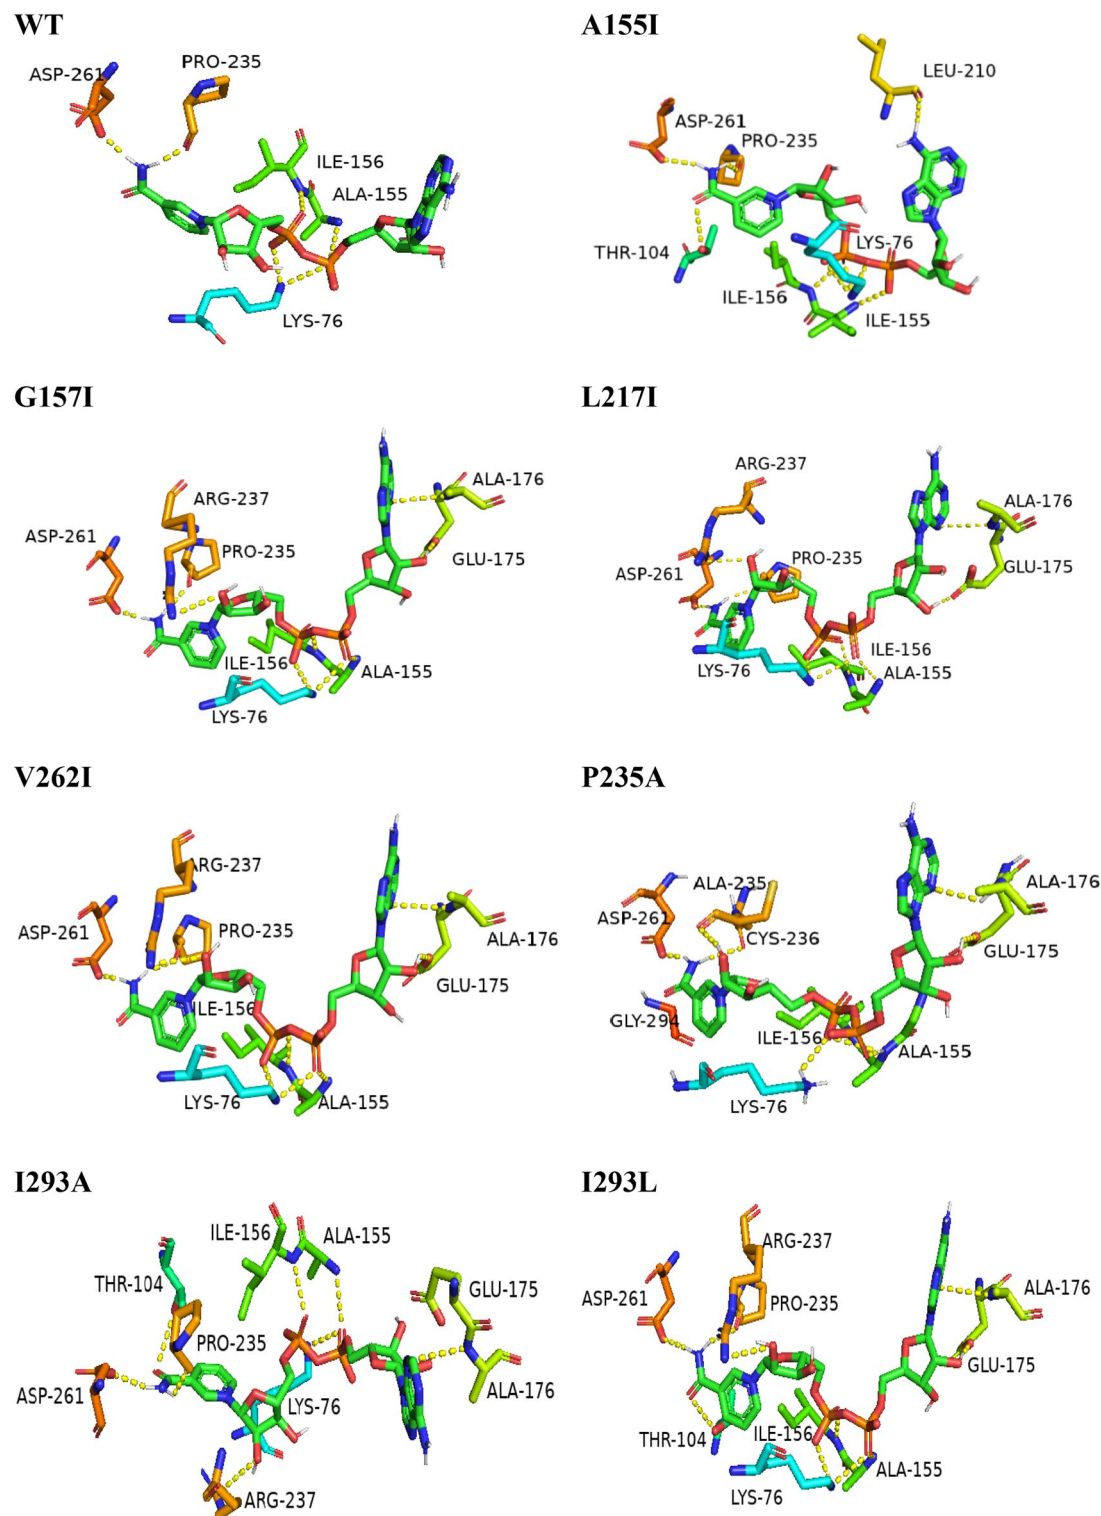 WT
ASP-261
PRO-235
ILE-156
ALA-155
LYS-76
A155I
LEU-210
ASP-261
PRO-235
THR-104
LYS-76
ILE-156
ILE-155
G157I
ARG-237
ALA-176
ASP-261
PRO-235
GLU-175
ILE-156
ALA-155
LYS-76
L217I
ARG-237
ALA-176
PRO-235
ASP-261
GLU-175
ILE-156
LYS-76
ALA-155
V262I
ARG-237
ASP-261
PRO-235
ALA-176
GLU-175
ILE-156
LYS-76
ALA-155
P235A
ALA-235
ALA-176
ASP-261
CYS-236
GLU-175
GLY-294
ILE-156
ALA-155
LYS-76
I293A
ILE-156
ALA-155
THR-104
GLU-175
PRO-235
ASP-261
ALA-176
LYS-76
ARG-237
I293L
ARG-237
ASP-261
PRO-235
ALA-176
GLU-175
THR-104
ILE-156
ALA-155
LYS-76